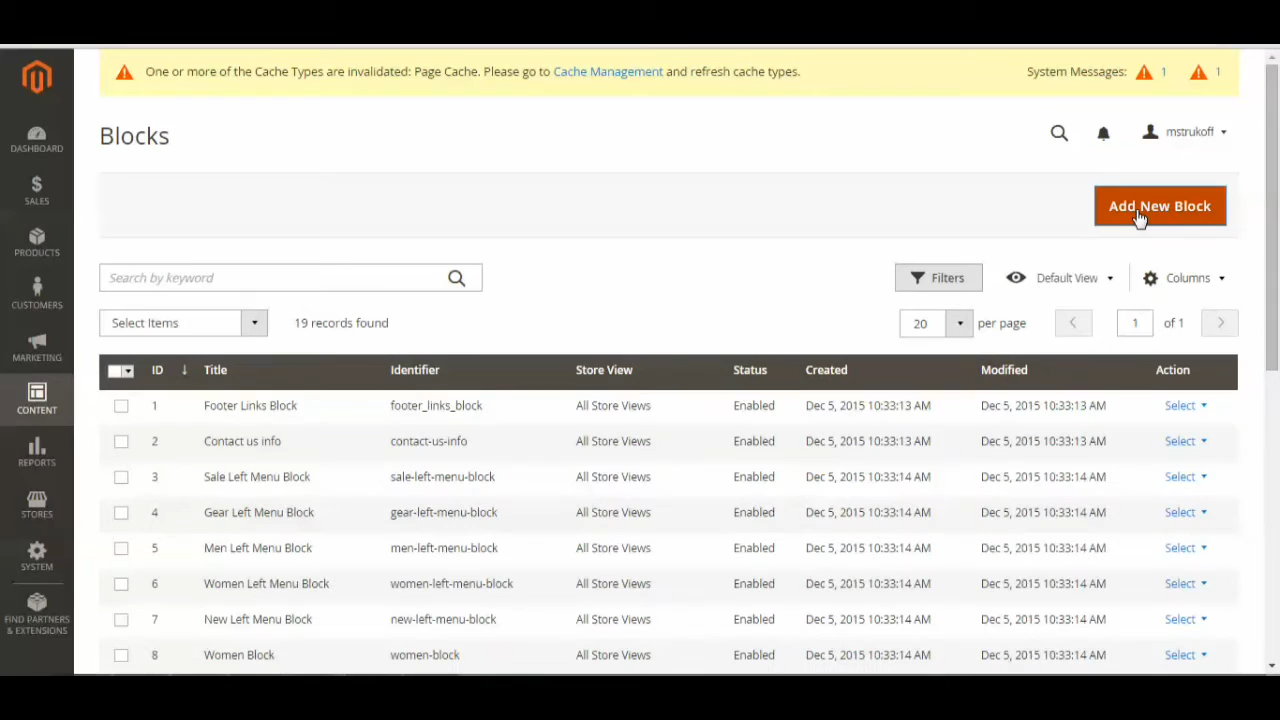 One or more of the Cache Types are invalidated: Page Cache. Please go to Cache Management and refresh cache types. System Messages: 1 1
Blocks mstrukoff
DASHBOARD
SALES
PRODUCTS
CUSTOMERS
MARKETING
CONTENT
REPORTS
STORES
SYSTEM
FIND PARTNERS
& EXTENSIONS
Add New Block
Search by keyword Filters Default View Columns
Select Items 19 records found 20 per page 1 of 1
ID Title Identifier Store View Status Created Modified Action
1 Footer Links Block footer_links_block All Store Views Enabled Dec 5, 2015 10:33:13 AM Dec 5, 2015 10:33:13 AM Select
2 Contact us info contact-us-info All Store Views Enabled Dec 5, 2015 10:33:13 AM Dec 5, 2015 10:33:13 AM Select
3 Sale Left Menu Block sale-left-menu-block All Store Views Enabled Dec 5, 2015 10:33:14 AM Dec 5, 2015 10:33:14 AM Select
4 Gear Left Menu Block gear-left-menu-block All Store Views Enabled Dec 5, 2015 10:33:14 AM Dec 5, 2015 10:33:14 AM Select
5 Men Left Menu Block men-left-menu-block All Store Views Enabled Dec 5, 2015 10:33:14 AM Dec 5, 2015 10:33:14 AM Select
6 Women Left Menu Block women-left-menu-block All Store Views Enabled Dec 5, 2015 10:33:14 AM Dec 5, 2015 10:33:14 AM Select
7 New Left Menu Block new-left-menu-block All Store Views Enabled Dec 5, 2015 10:33:14 AM Dec 5, 2015 10:33:14 AM Select
8 Women Block women-block All Store Views Enabled Dec 5, 2015 10:33:14 AM Dec 5, 2015 10:33:14 AM Select